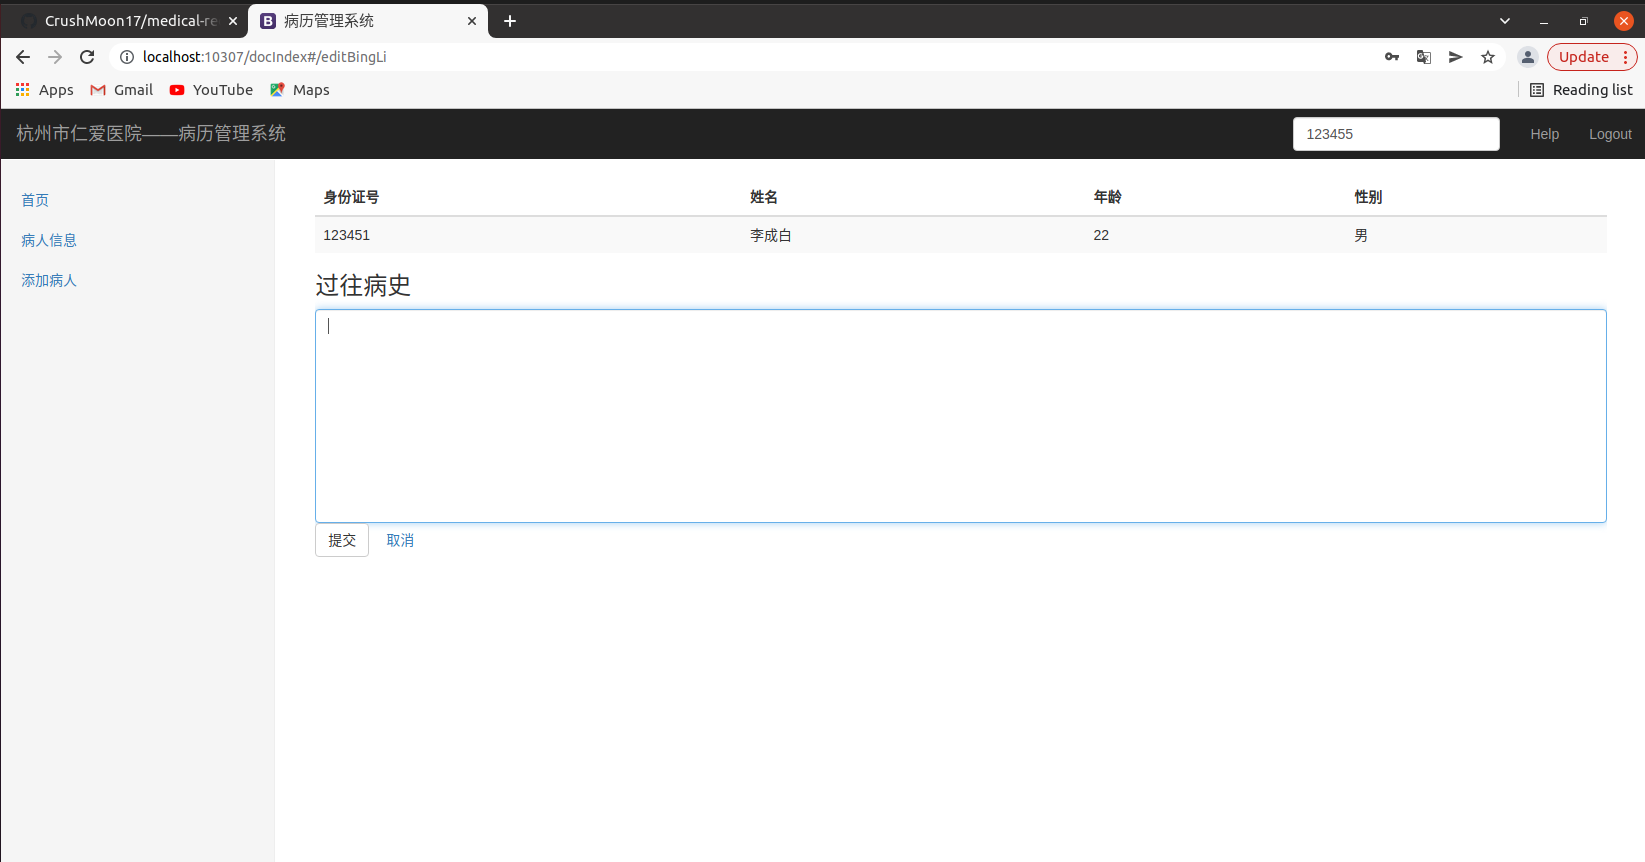 CrushMoon17/medical-re
病历管理系统
localhost:10307/docIndex#/editBingLi
Update
Apps
Gmail
YouTube
Maps
Reading list
杭州市仁爱医院——病历管理系统
123455
Help
Logout
首页
病人信息
添加病人
身份证号 姓名 年龄 性别
123451 李成白 22 男
过往病史
提交 取消